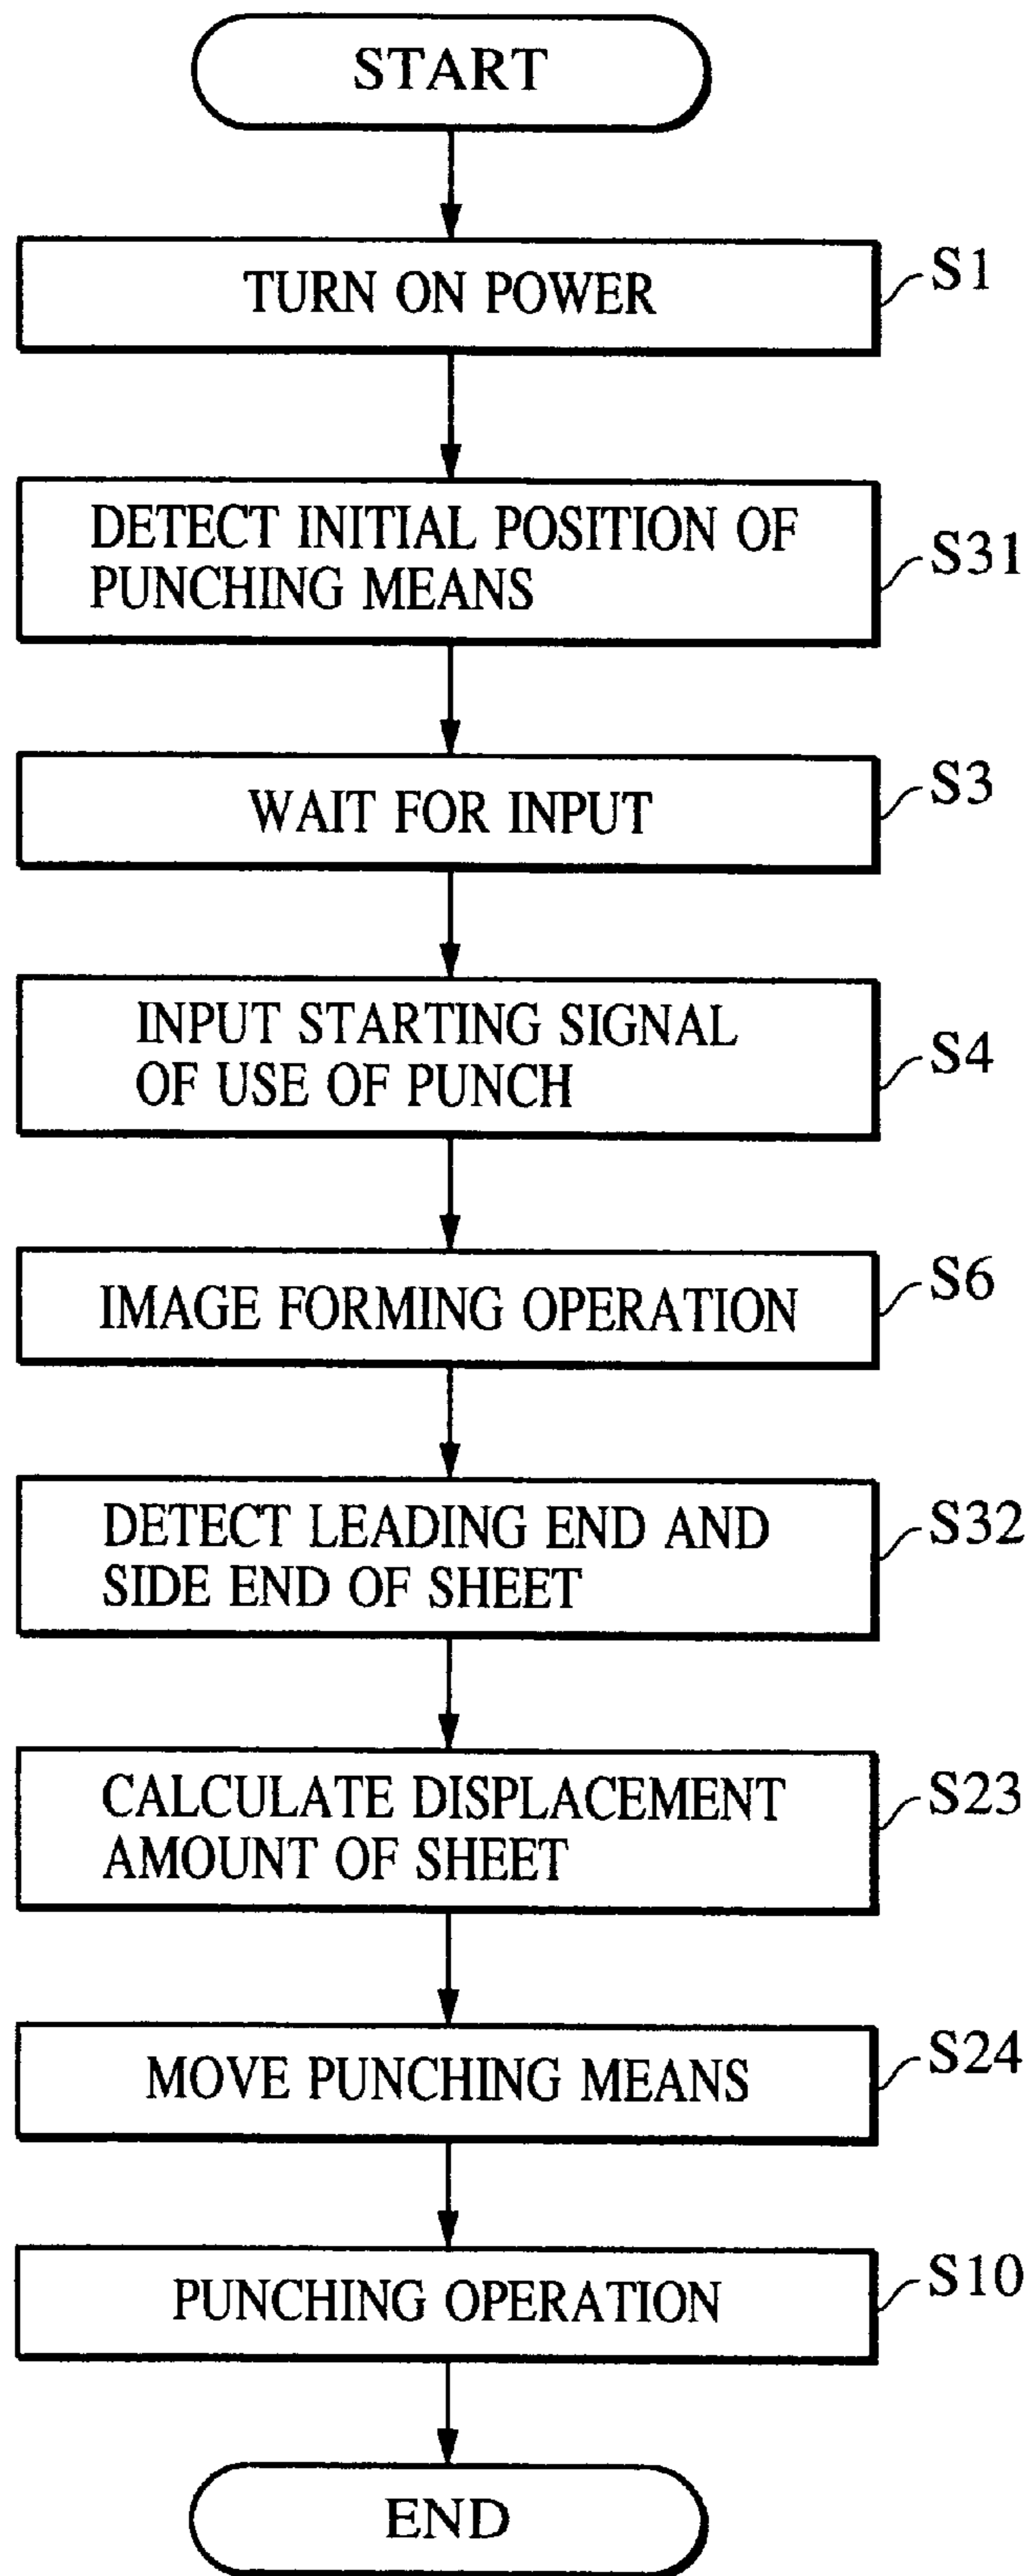 START
TURN ON POWER
S1
DETECT INITIAL POSITION OF
PUNCHING MEANS
S31
WAIT FOR INPUT
S3
INPUT STARTING SIGNAL
OF USE OF PUNCH
S4
IMAGE FORMING OPERATION
S6
DETECT LEADING END AND
SIDE END OF SHEET
S32
CALCULATE DISPLACEMENT
AMOUNT OF SHEET
S23
MOVE PUNCHING MEANS
S24
PUNCHING OPERATION
S10
END